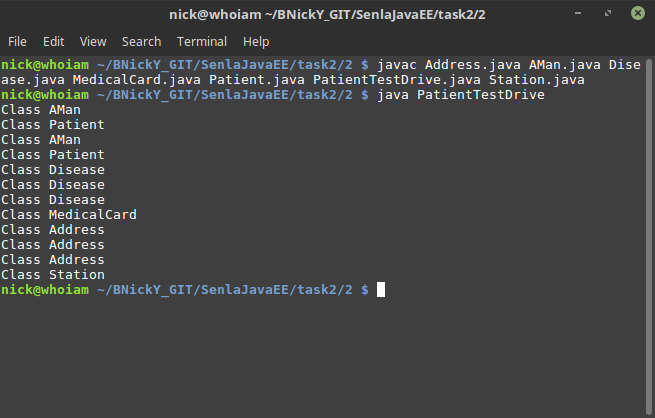 nick@whoiam ~/BNickY_GIT/SenlaJavaEE/task2/2
File Edit View Search Terminal Help
nick@whoiam ~/BNickY_GIT/SenlaJavaEE/task2/2 $ javac Address.java AMan.java Dise
ase.java MedicalCard.java Patient.java PatientTestDrive.java Station.java
nick@whoiam ~/BNickY_GIT/SenlaJavaEE/task2/2 $ java PatientTestDrive
Class AMan
Class Patient
Class AMan
Class Patient
Class Disease
Class Disease
Class Disease
Class MedicalCard
Class Address
Class Address
Class Address
Class Station
nick@whoiam ~/BNickY_GIT/SenlaJavaEE/task2/2 $